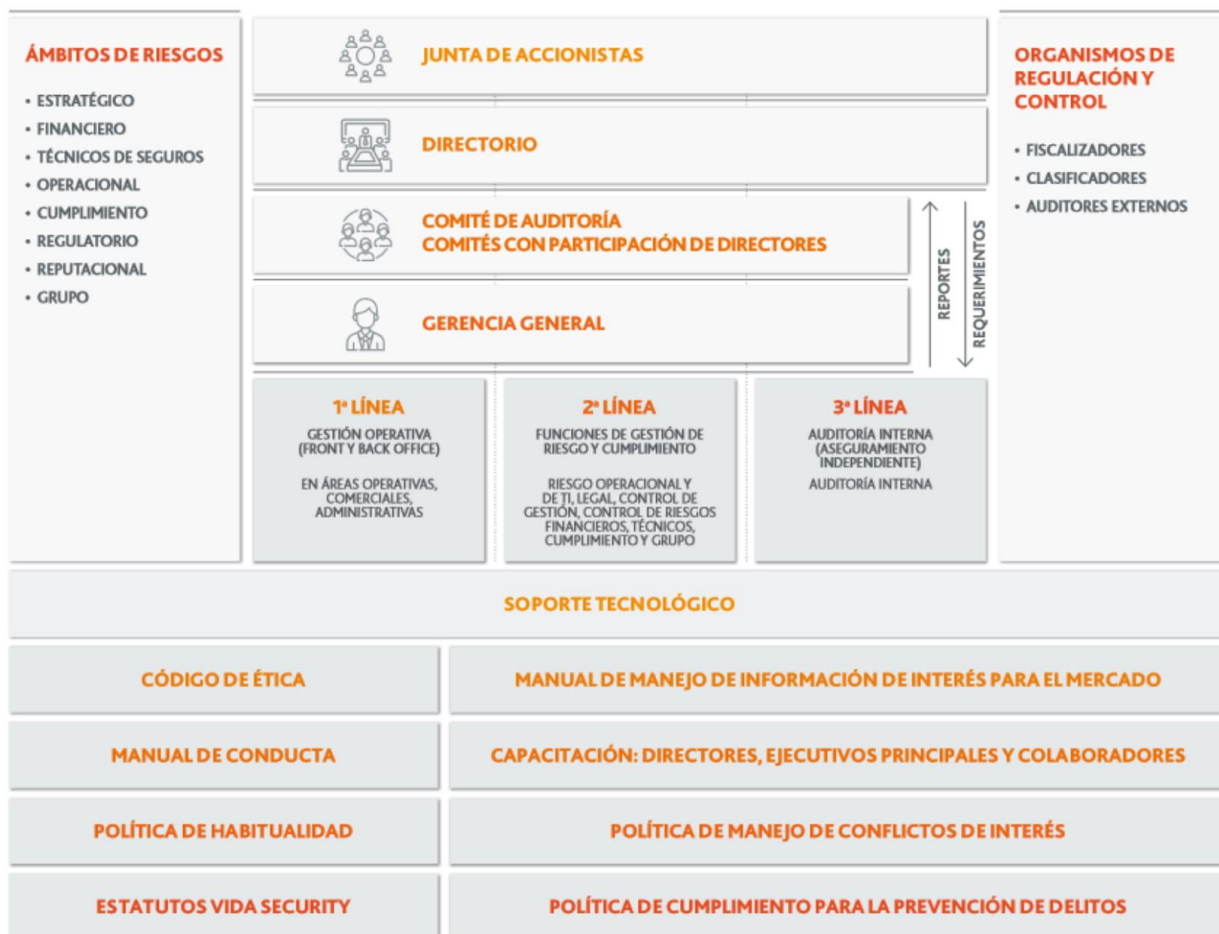 ÁMBITOS DE RIESGOS
• ESTRATÉGICO
• FINANCIERO
• TÉCNICOS DE SEGUROS
• OPERACIONAL
• CUMPLIMIENTO
• REGULATORIO
• REPUTACIONAL
• GRUPO
JUNTA DE ACCIONISTAS
DIRECTORIO
COMITÉ DE AUDITORÍA
COMITÉS CON PARTICIPACIÓN DE DIRECTORES
GERENCIA GENERAL
REPORTES
REQUERIMIENTOS
ORGANISMOS DE
REGULACIÓN Y
CONTROL
• FISCALIZADORES
• CLASIFICADORES
• AUDITORES EXTERNOS
1ª LÍNEA
GESTIÓN OPERATIVA
(FRONT Y BACK OFFICE)
EN ÁREAS OPERATIVAS,
COMERCIALES,
ADMINISTRATIVAS
2ª LÍNEA
FUNCIONES DE GESTIÓN DE
RIESGO Y CUMPLIMIENTO
RIESGO OPERACIONAL Y
DE TI, LEGAL, CONTROL DE
GESTIÓN, CONTROL DE RIESGOS
FINANCIEROS, TÉCNICOS,
CUMPLIMIENTO Y GRUPO
3ª LÍNEA
AUDITORÍA INTERNA
(ASEGURAMIENTO
INDEPENDIENTE)
AUDITORÍA INTERNA
SOPORTE TECNOLÓGICO
CÓDIGO DE ÉTICA
MANUAL DE MANEJO DE INFORMACIÓN DE INTERÉS PARA EL MERCADO
MANUAL DE CONDUCTA
CAPACITACIÓN: DIRECTORES, EJECUTIVOS PRINCIPALES Y COLABORADORES
POLÍTICA DE HABITUALIDAD
POLÍTICA DE MANEJO DE CONFLICTOS DE INTERÉS
ESTATUTOS VIDA SECURITY
POLÍTICA DE CUMPLIMIENTO PARA LA PREVENCIÓN DE DELITOS